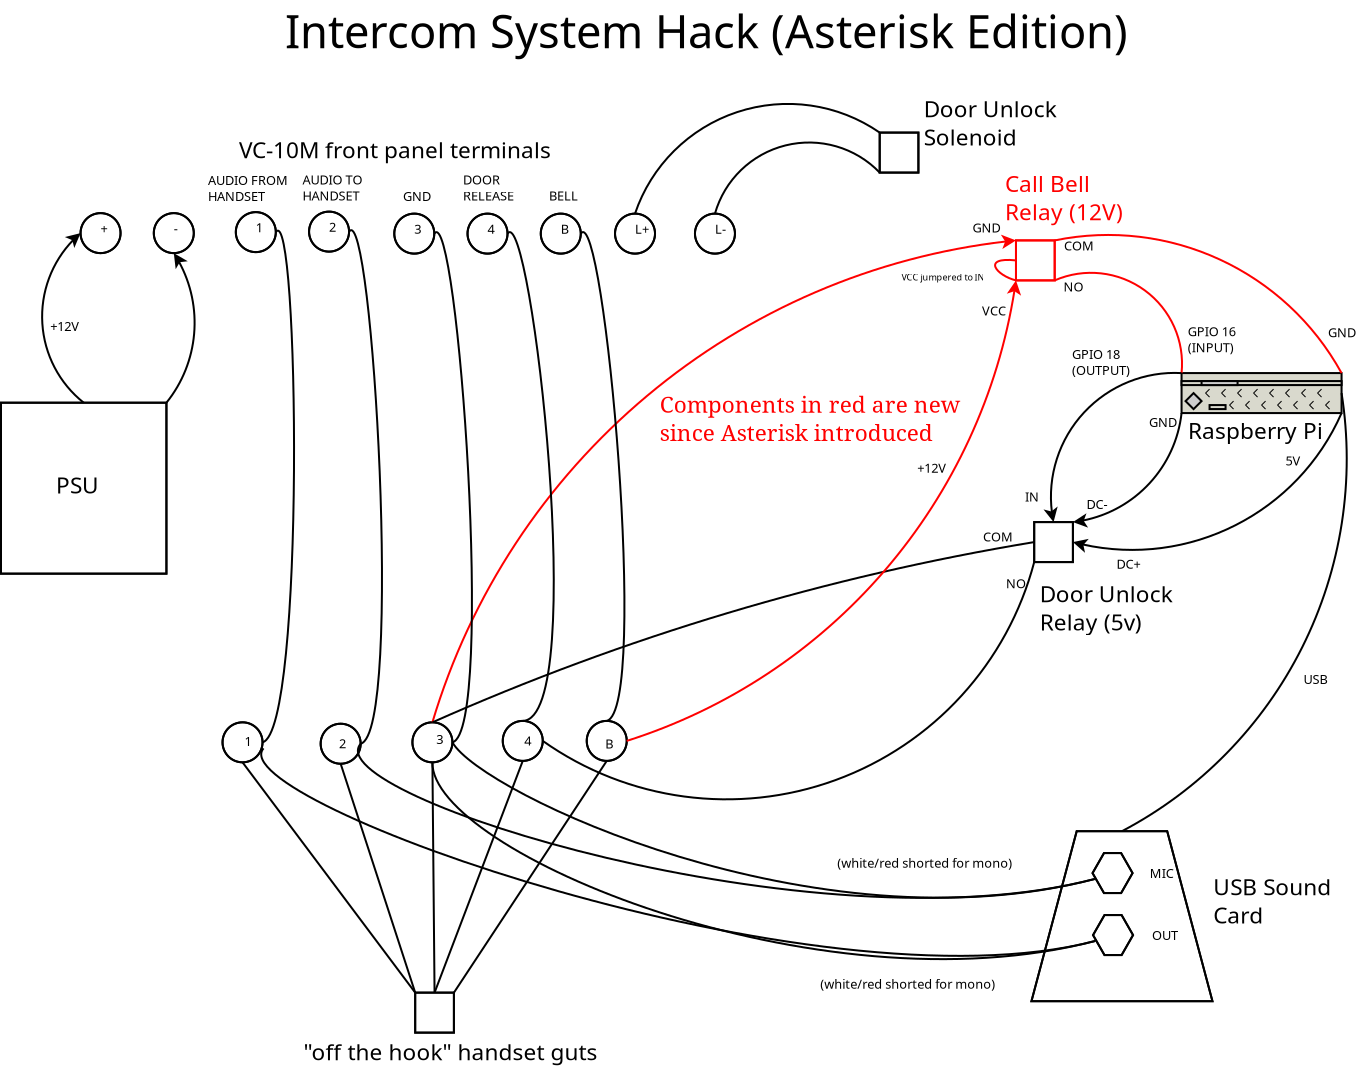 Intercom System Hack (Asterisk Edition)
Door Unlock
Solenoid
VC-10M front panel terminals
AUDIO FROM
HANDSET
AUDIO TO
HANDSET
GND
DOOR
RELEASE
BELL
+
-
1
2
3
4
B
L+
L-
Call Bell
Relay (12V)
GND
COM
VCC jumpered to IN
NO
VCC
+12V
GPIO 16
(INPUT)
GND
GPIO 18
(OUTPUT)
Components in red are new
since Asterisk introduced
GND
Raspberry Pi
5V
+12V
PSU
IN
DC-
COM
DC+
NO
Door Unlock
Relay (5v)
USB
1
2
3
4
B
(white/red shorted for mono)
MIC
USB Sound
Card
OUT
(white/red shorted for mono)
"off the hook" handset guts